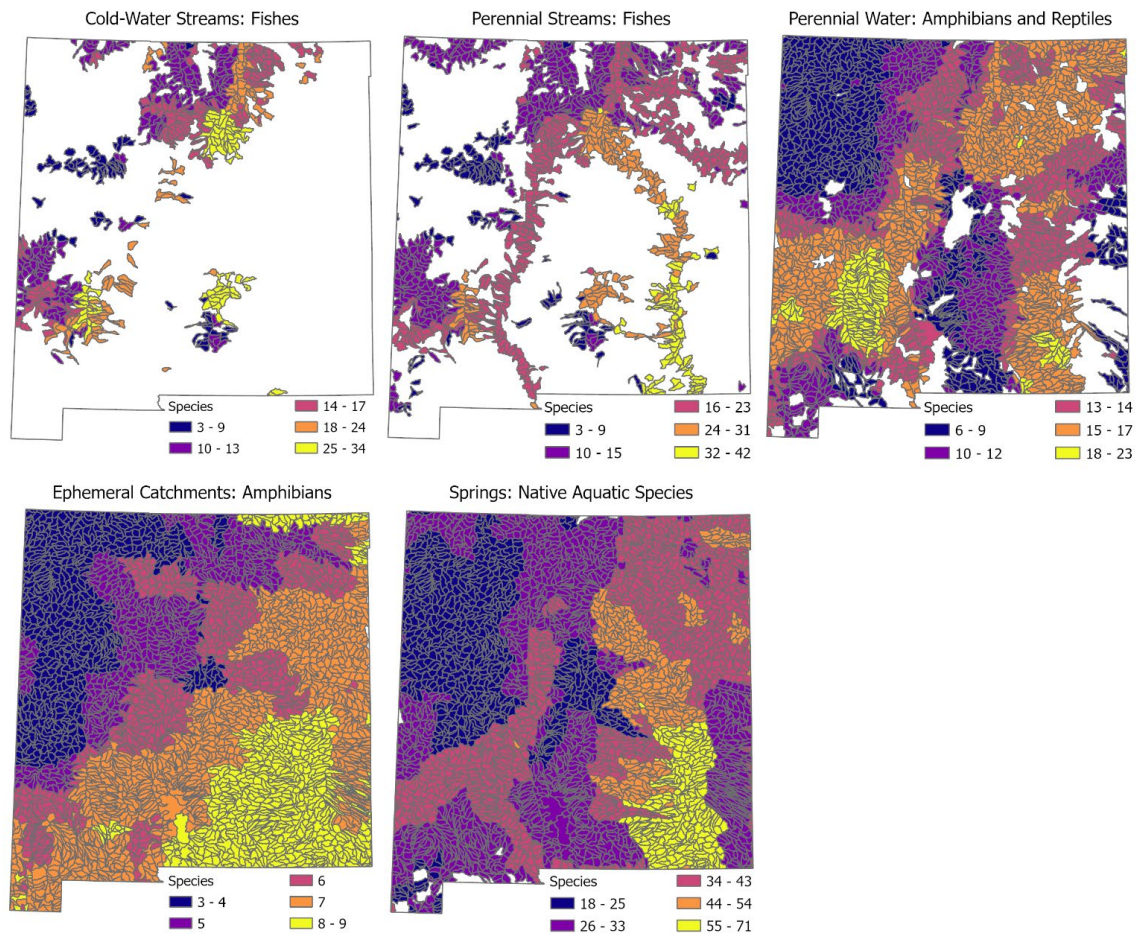 Cold-Water Streams: Fishes
Species
3 - 9
10 - 13
14 - 17
18 - 24
25 - 34
Perennial Streams: Fishes
Species
3 - 9
10 - 15
16 - 23
24 - 31
32 - 42
Perennial Water: Amphibians and Reptiles
Species
6 - 9
10 - 12
13 - 14
15 - 17
18 - 23
Ephemeral Catchments: Amphibians
Species
3 - 4
5
6
7
8 - 9
Springs: Native Aquatic Species
Species
18 - 25
26 - 33
34 - 43
44 - 54
55 - 71